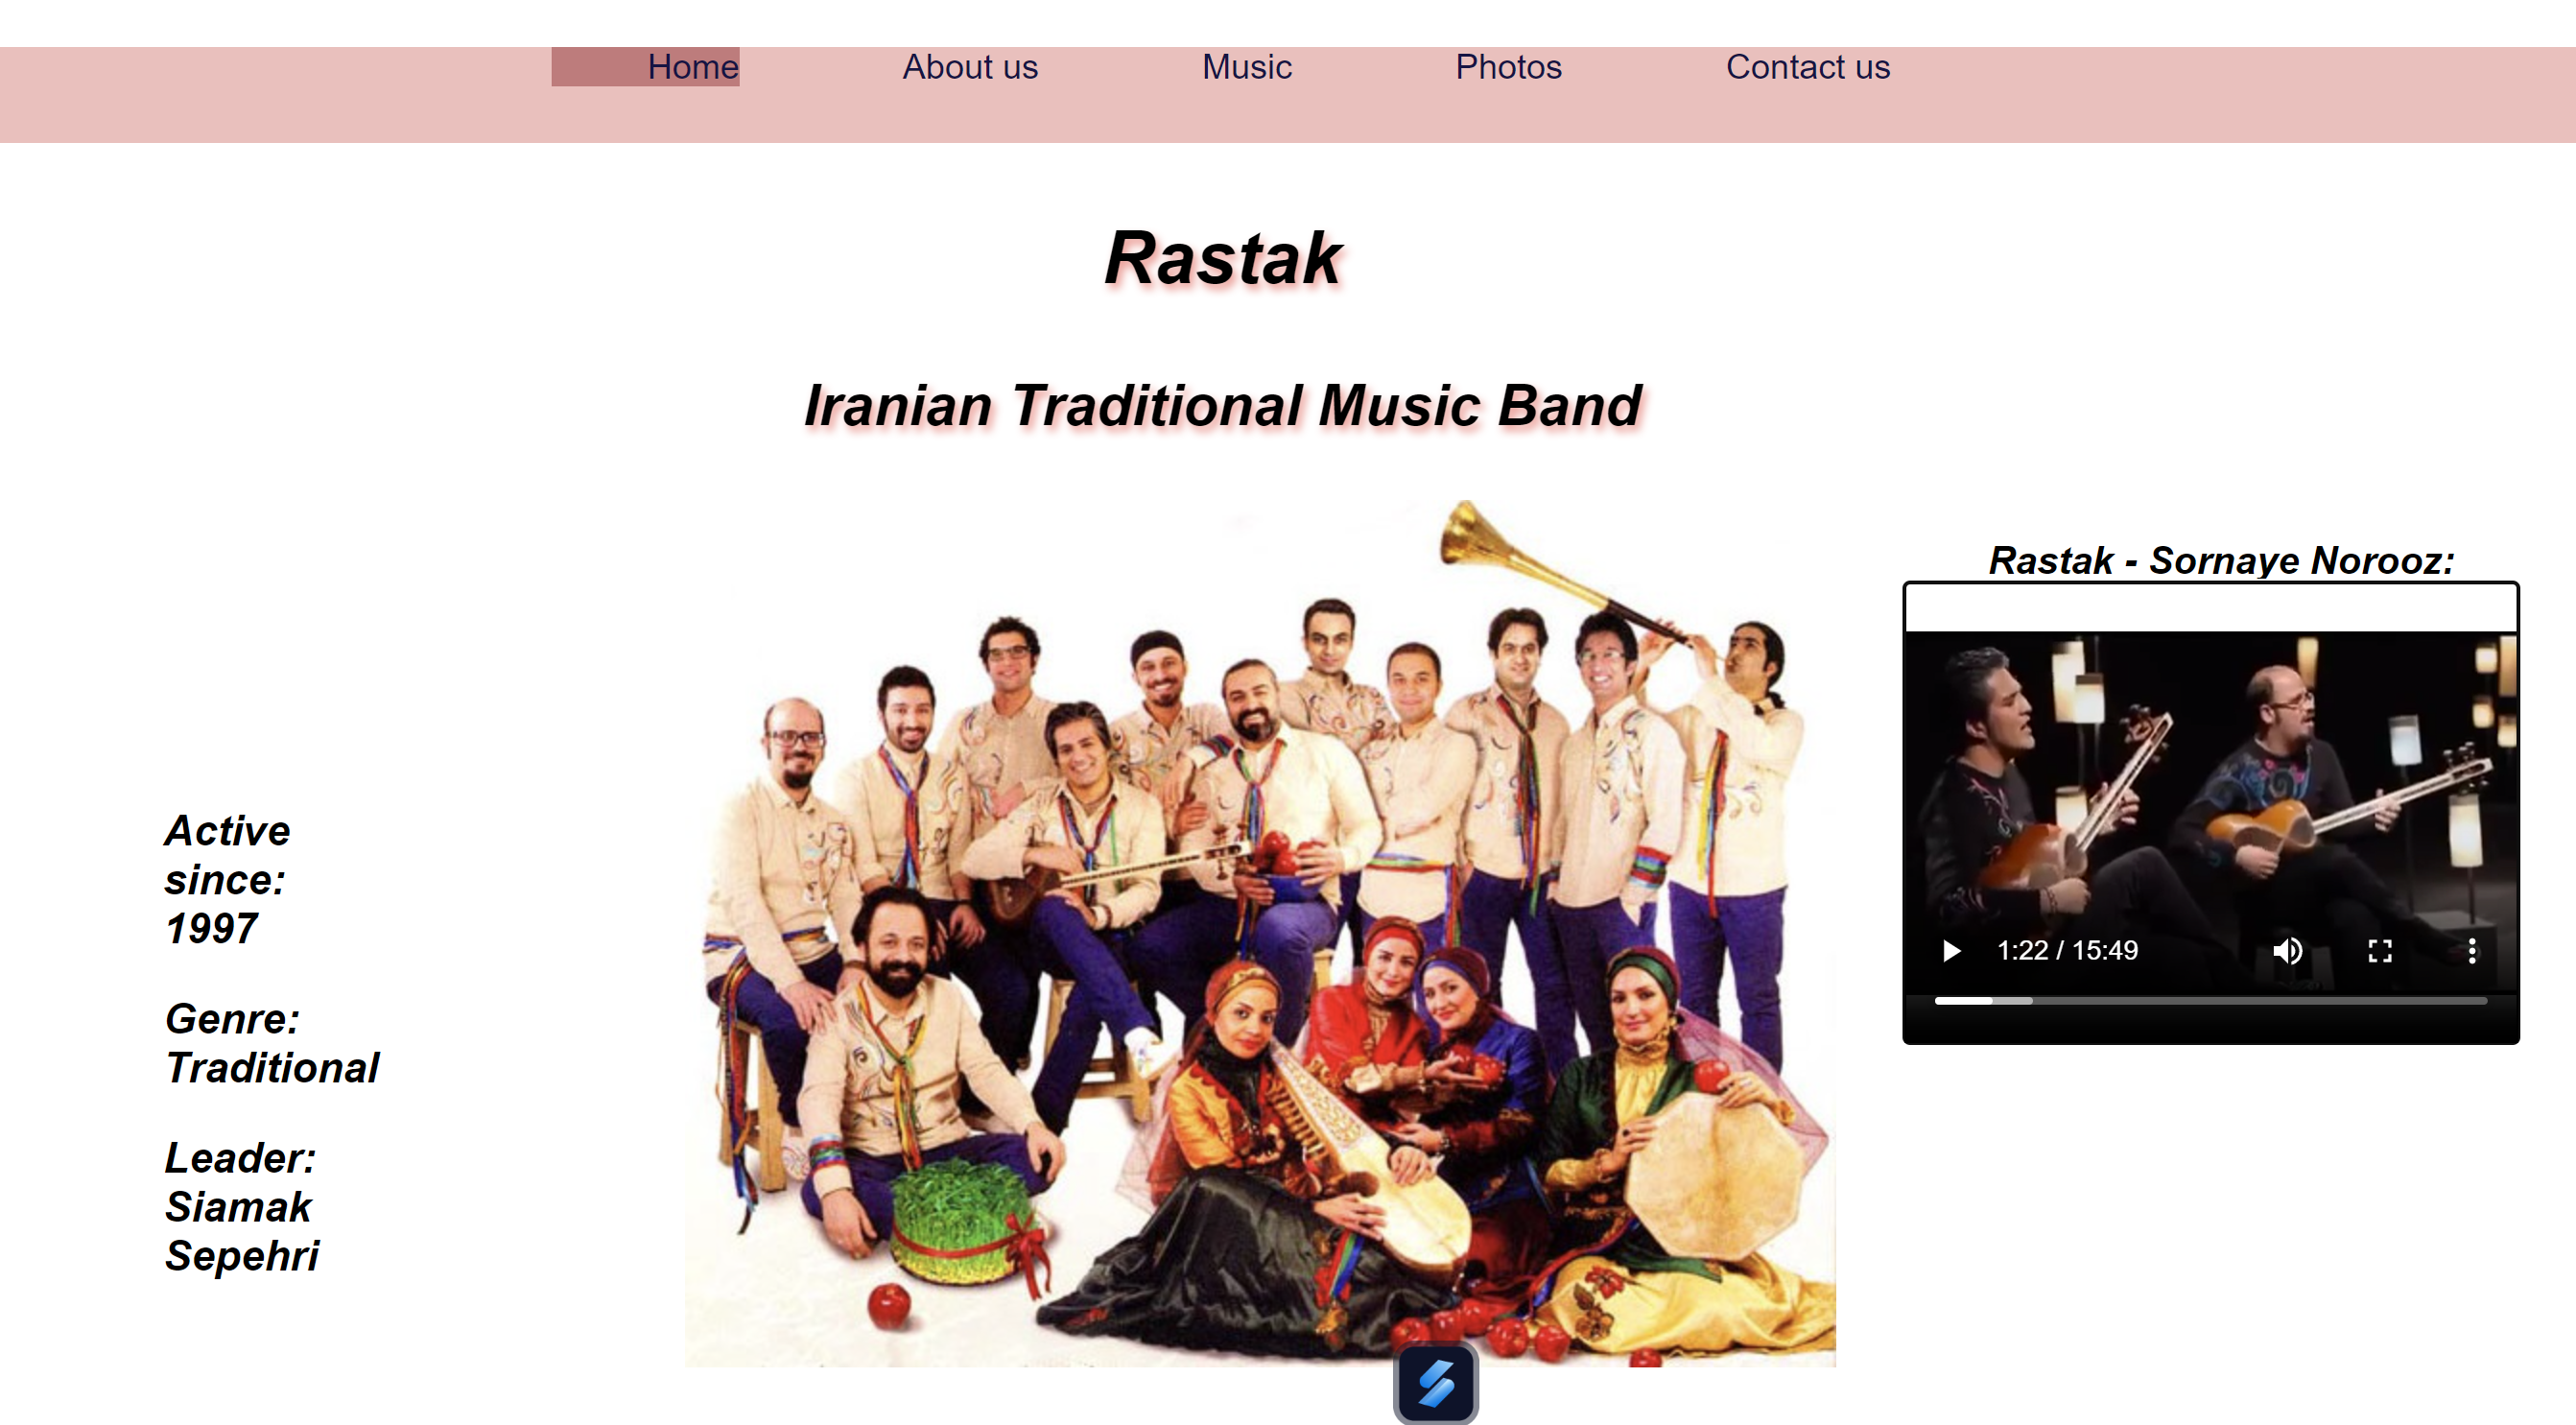 Home About us Music Photos Contact us
Rastak
Iranian Traditional Music Band
Rastak - Sornaye Norooz:
1:22 / 15:49
Active
since:
1997
Genre:
Traditional
Leader:
Siamak
Sepehri